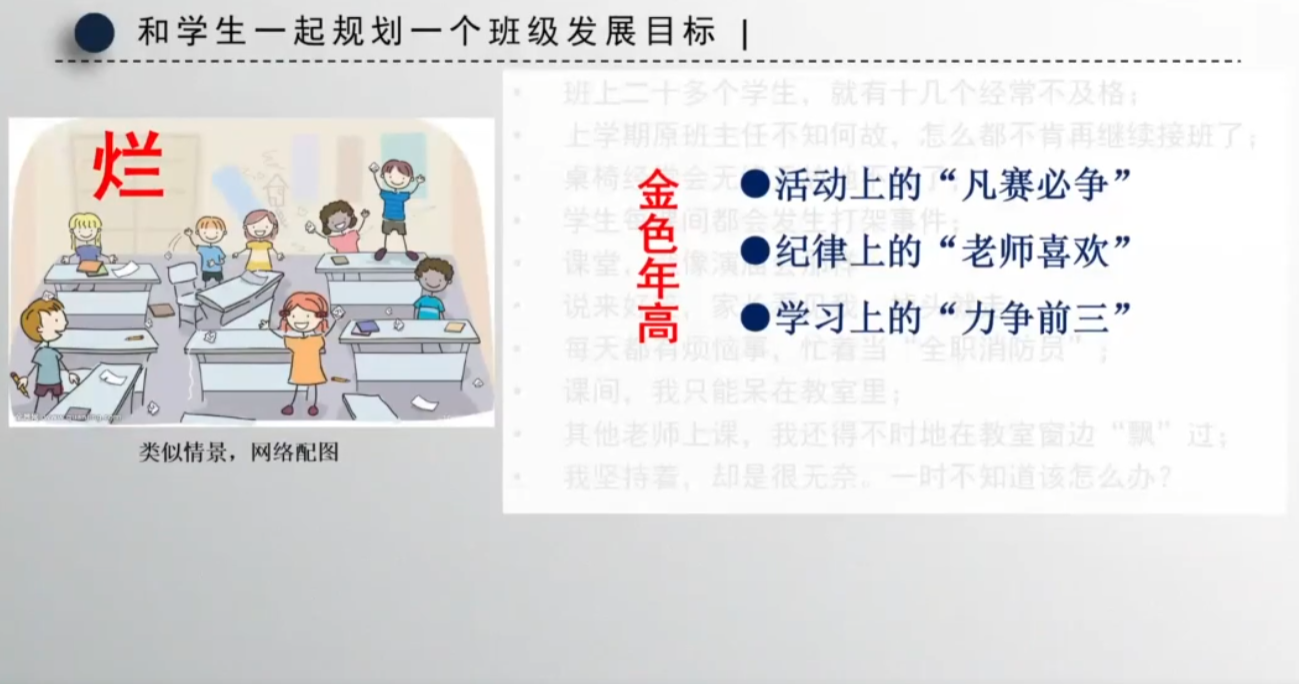 和学生一起规划一个班级发展目标 |
烂
类似情景，网络配图
班上二十多个学生，就有十几个经常不及格；
上学期原班主任不知何故，怎么都不肯再继续接班了；
桌椅经常会无
学生每 间都会发生打架事件；
课堂， 像演
说来好 ，家
每天都有烦恼事，忙着当“全职消防员”；
课间，我只能呆在教室里；
其他老师上课，我还得不时地在教室窗边“飘”过；
我坚持着，却是很无奈。一时不知道该怎么办？
金色年高
●活动上的“凡赛必争”
●纪律上的“老师喜欢”
●学习上的“力争前三”